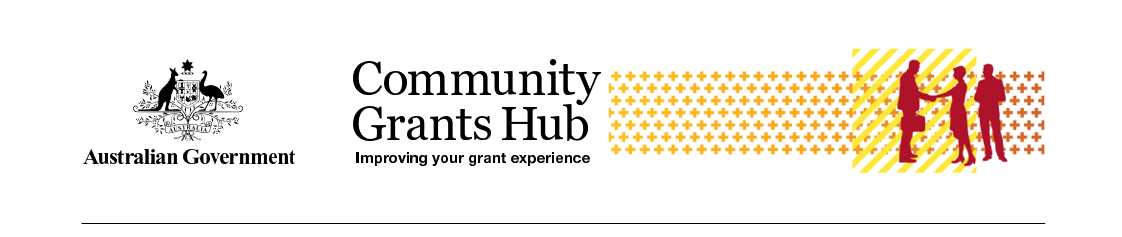 AUSTRALIA
Australian Government
Community
Grants Hub
Improving your grant experience